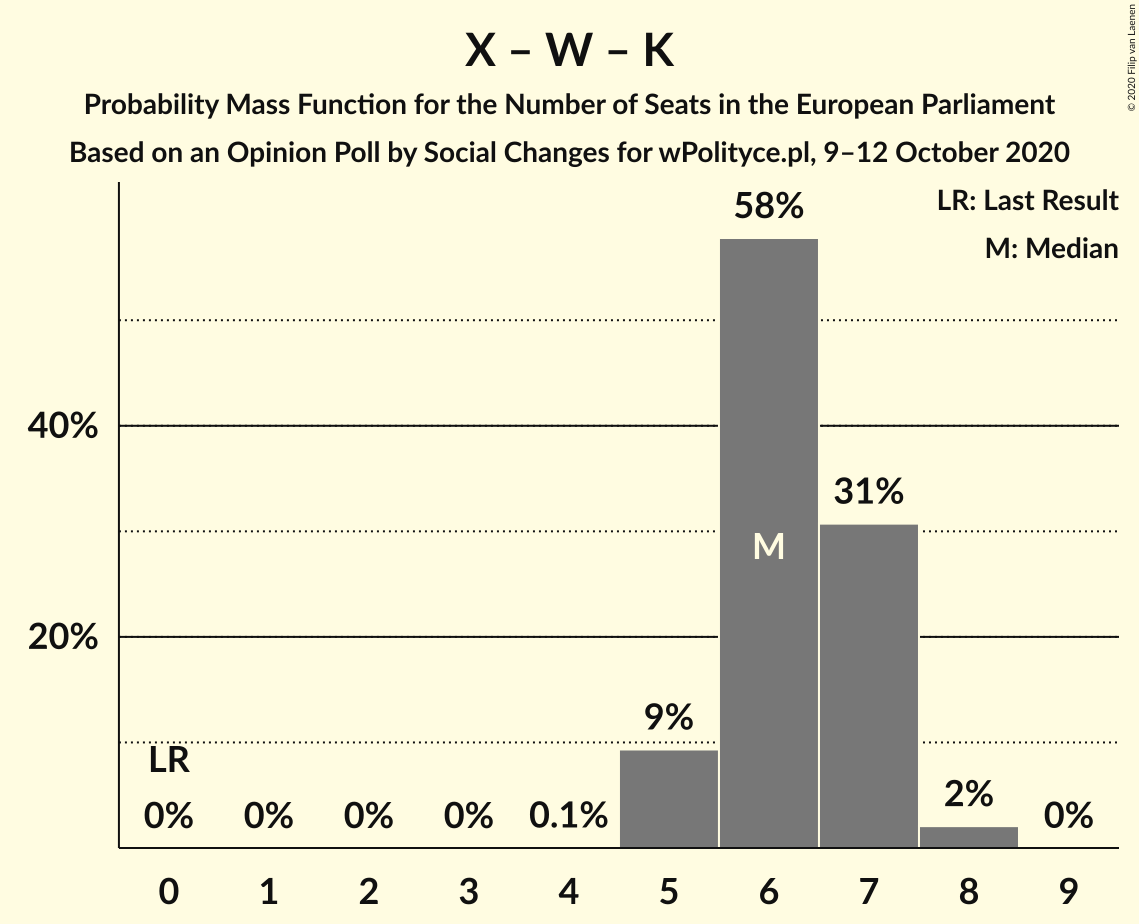 X – W – K
Probability Mass Function for the Number of Seats in the European Parliament
Based on an Opinion Poll by Social Changes for wPolityce.pl, 9–12 October 2020
© 2020 Filip van Laenen
LR: Last Result
M: Median
58%
40%
31%
M
20%
9%
LR
2%
0% 0% 0% 0% 0.1% 0%
0 1 2 3 4 5 6 7 8 9